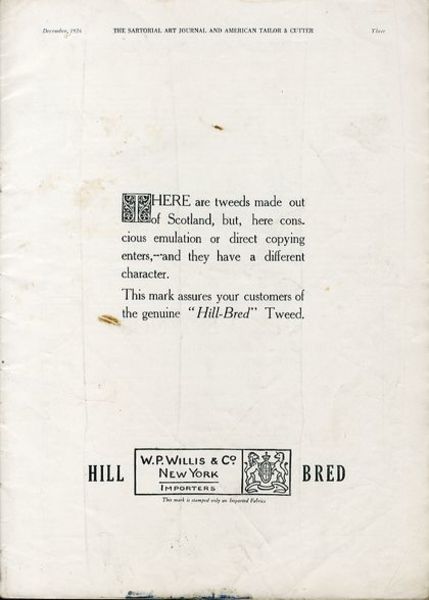 December, 1926
THE SARTORIAL ART JOURNAL AND AMERICAN TAILOR & CUTTER
Three
THERE are tweeds made out
of Scotland, but, here cons-
cious emulation or direct copying
enters,--and they have a different
character.
This mark assures your customers of
the genuine "Hill-Bred" Tweed.
HILL
W. P. WILLIS & Co.
NEW YORK
IMPORTERS
BRED
This mark is stamped only on Imported Fabrics